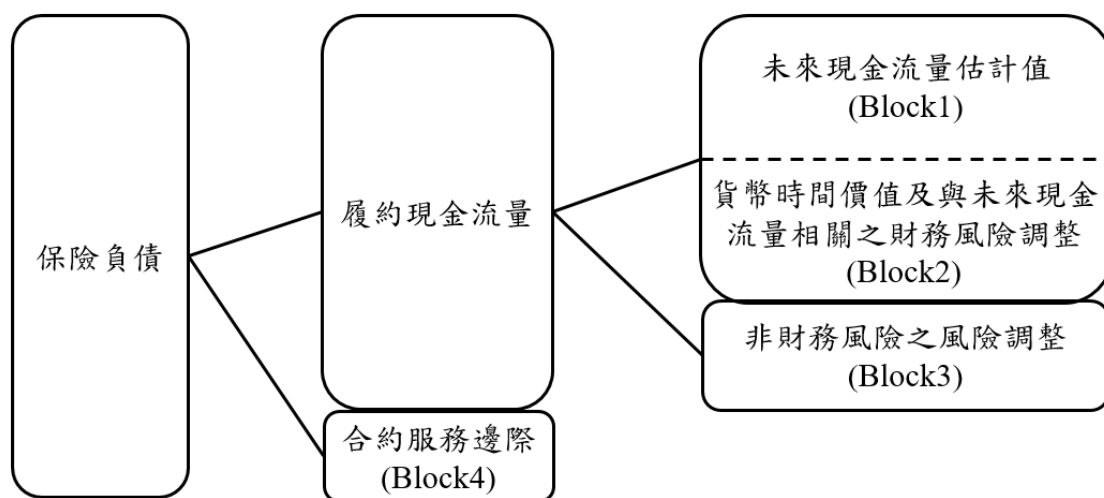 保險負債
履約現金流量
合約服務邊際
(Block4)
未來現金流量估計值
(Block1)
貨幣時間價值及與未來現金
流量相關之財務風險調整
(Block2)
非財務風險之風險調整
(Block3)